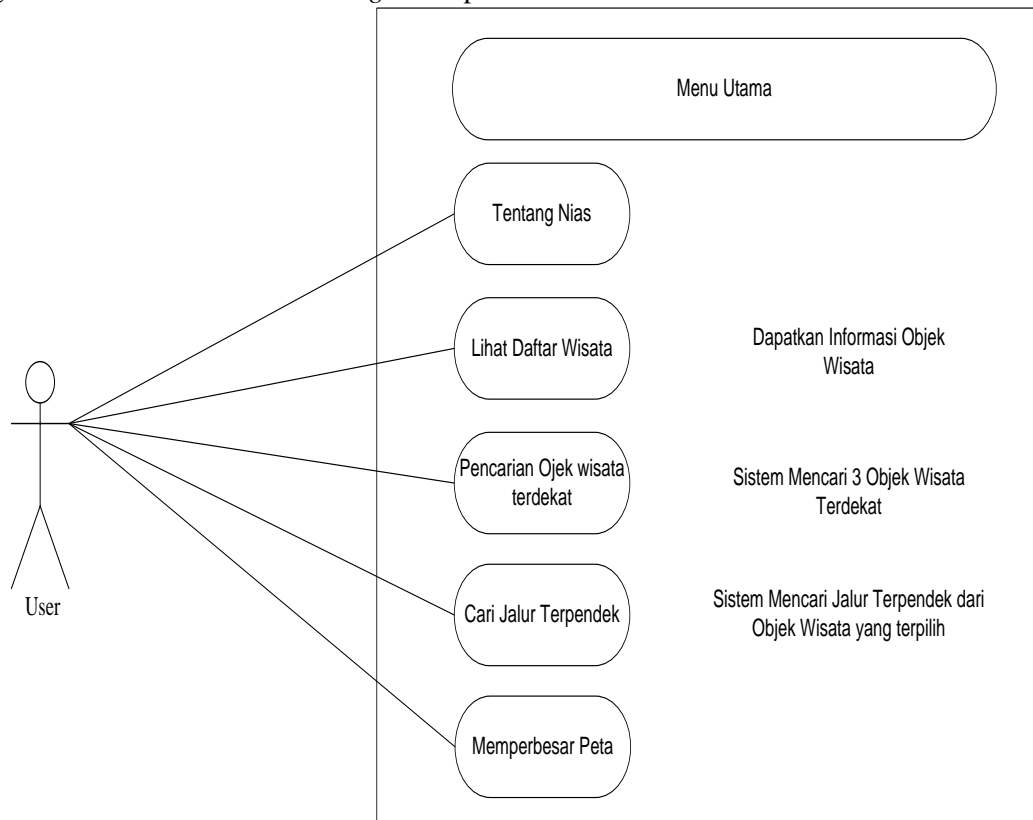 Menu Utama
Tentang Nias
Lihat Daftar Wisata
Dapatkan Informasi Objek
Wisata
Pencarian Ojek wisata
terdekat
Sistem Mencari 3 Objek Wisata
Terdekat
Cari Jalur Terpendek
Sistem Mencari Jalur Terpendek dari
Objek Wisata yang terpilih
Memperbesar Peta
User